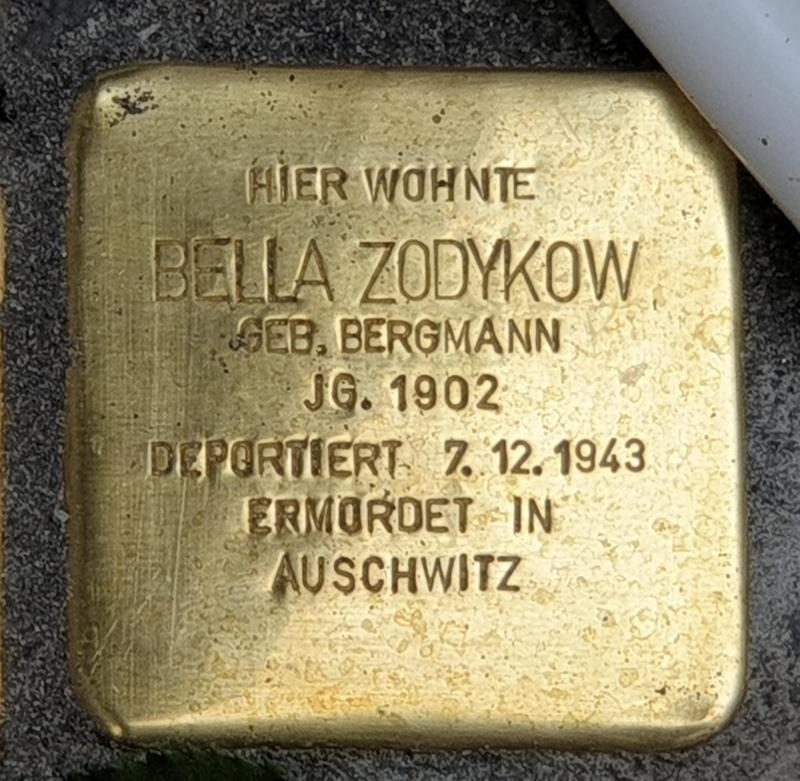 HIER WOHNTE
BELLA ZODYKOW
GEB. BERGMANN
JG. 1902
DEPORTIERT 7. 12. 1943
ERMORDET IN
AUSCHWITZ